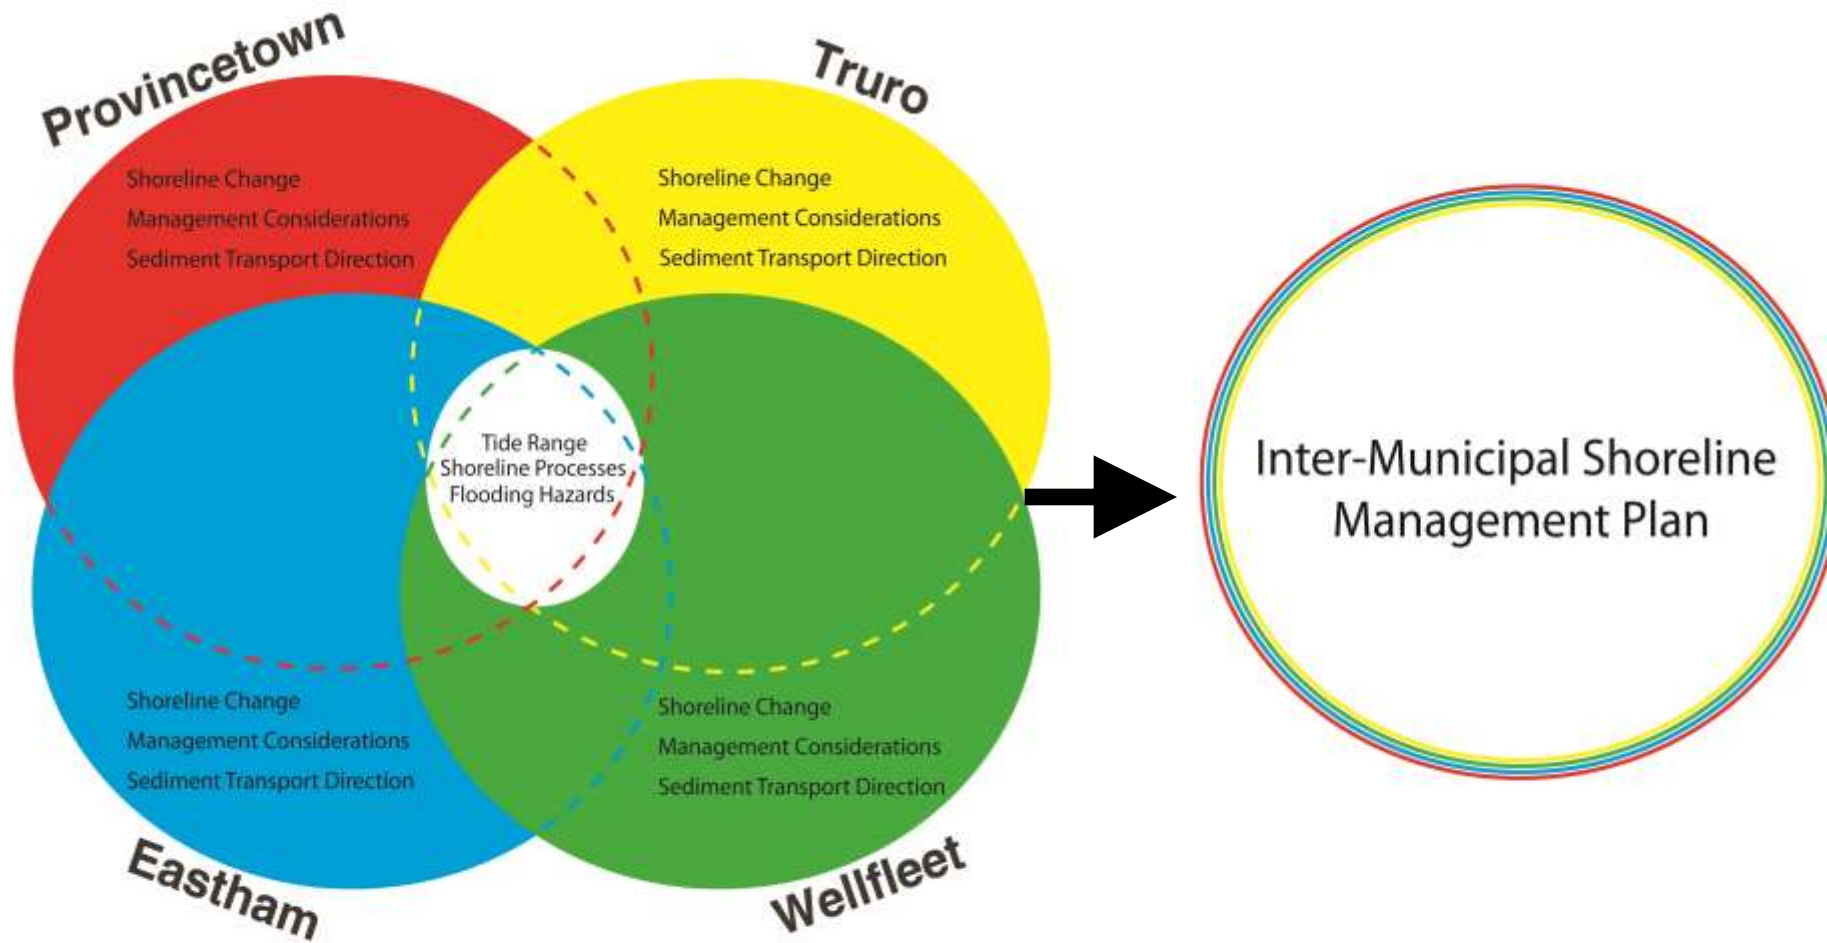 Provincetown
Truro
Shoreline Change
Management Considerations
Sediment Transport Direction
Shoreline Change
Management Considerations
Sediment Transport Direction
Tide Range
Shoreline Processes
Flooding Hazards
Inter-Municipal Shoreline
Management Plan
Shoreline Change
Management Considerations
Sediment Transport Direction
Shoreline Change
Management Considerations
Sediment Transport Direction
Eastham
Wellfleet